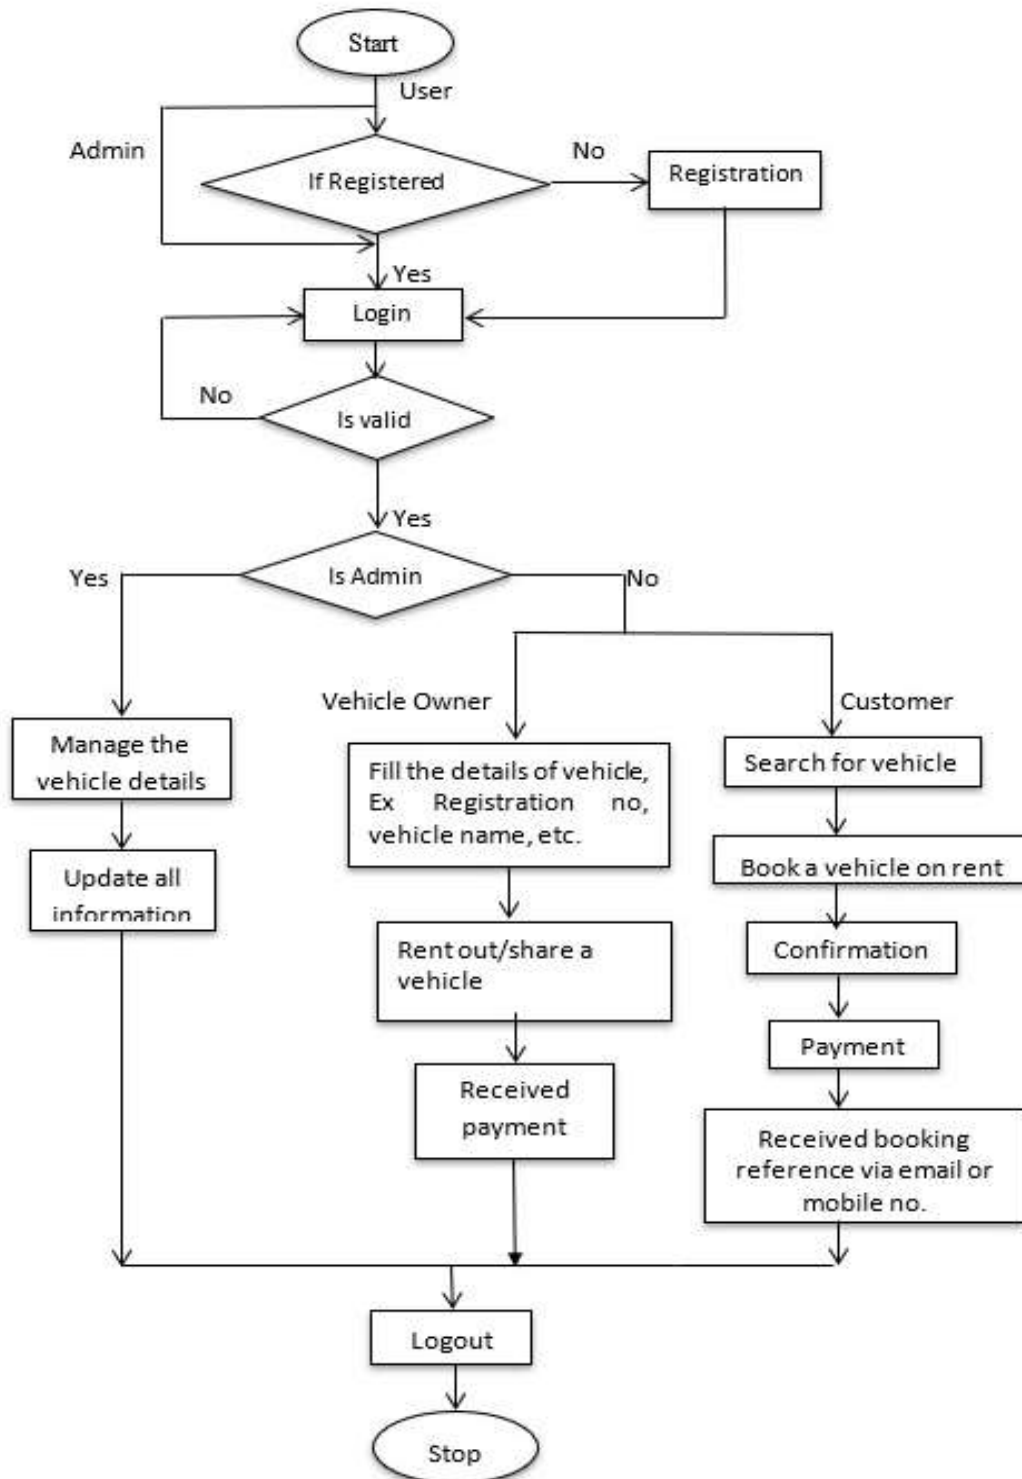 Start
User
Admin
If Registered
No
Registration
Yes
Login
No
Is valid
Yes
Yes
Is Admin
No
Vehicle Owner
Customer
Manage the
vehicle details
Update all
information
Fill the details of vehicle,
Ex Registration no,
vehicle name, etc.
Rent out/share a
vehicle
Received
payment
Search for vehicle
Book a vehicle on rent
Confirmation
Payment
Received booking
reference via email or
mobile no.
Logout
Stop